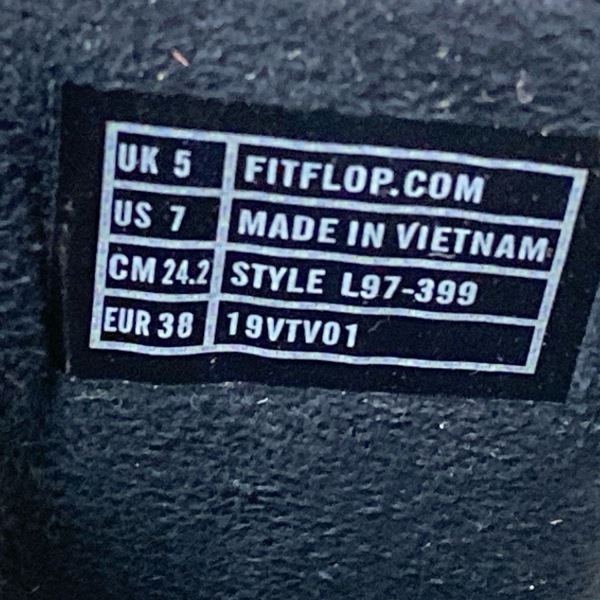 UK 5 FITFLOP.COM
US 7 MADE IN VIETNAM
CM 24.2 STYLE L97-399
EUR 38 19VTV01